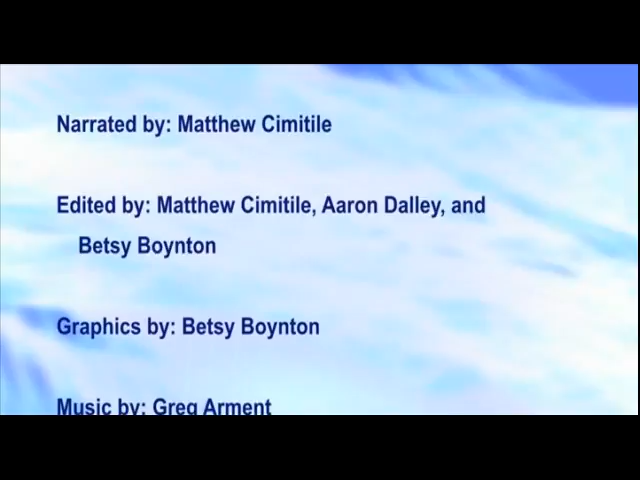 Narrated by: Matthew Cimitile
Edited by: Matthew Cimitile, Aaron Dalley, and
Betsy Boynton
Graphics by: Betsy Boynton
Music by: Greg Arment